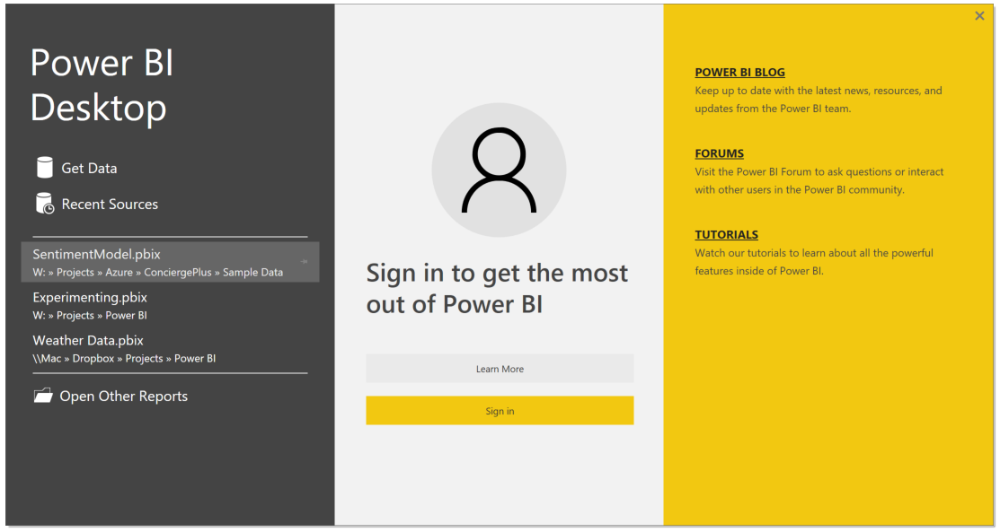 Power BI
Desktop
Get Data
Recent Sources
SentimentModel.pbix
W: » Projects » Azure » ConciergePlus » Sample Data
Experimenting.pbix
W: » Projects » Power BI
Weather Data.pbix
\\Mac » Dropbox » Projects » Power BI
Open Other Reports
Sign in to get the most
out of Power BI
Learn More
Sign in
POWER BI BLOG
Keep up to date with the latest news, resources, and
updates from the Power BI team.
FORUMS
Visit the Power BI Forum to ask questions or interact
with other users in the Power BI community.
TUTORIALS
Watch our tutorials to learn about all the powerful
features inside of Power BI.